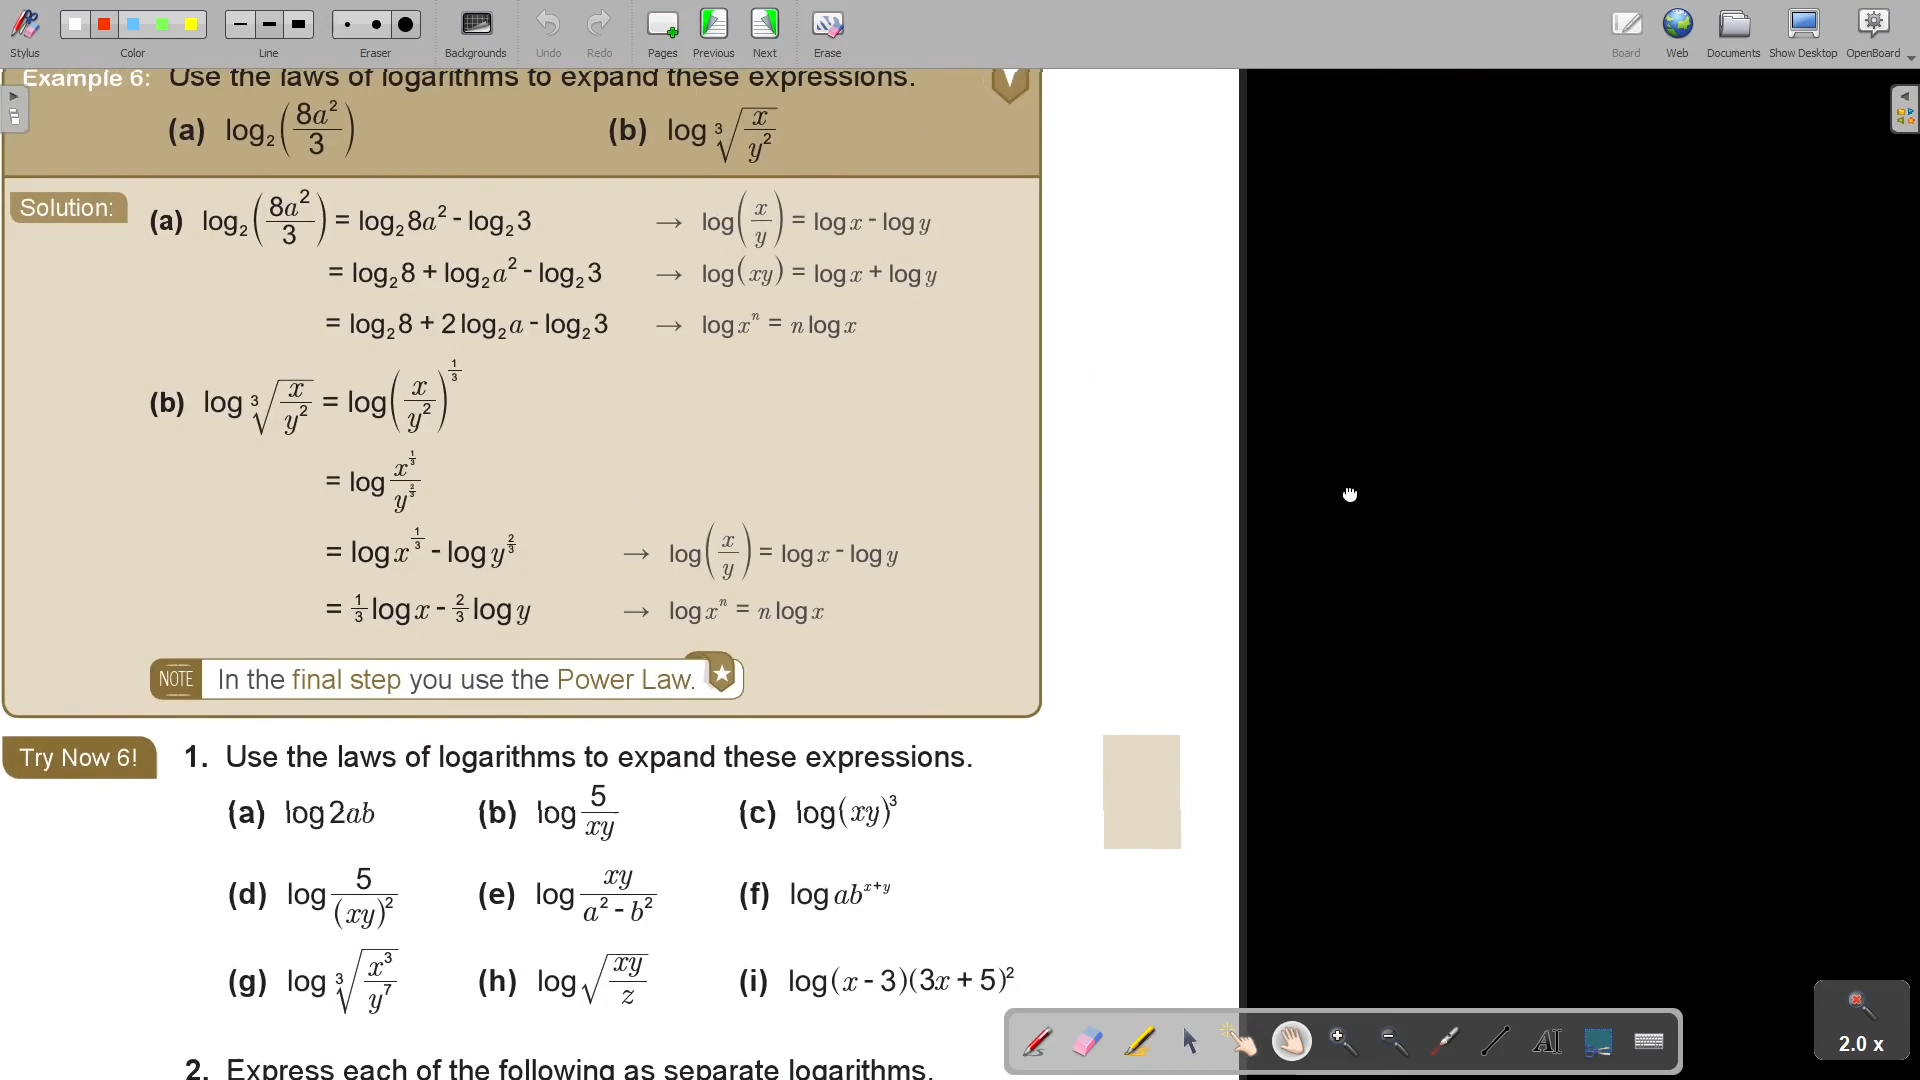 Stylus Color Line Eraser Backgrounds Undo Redo Pages Previous Next Erase Board Web Documents Show Desktop OpenBoard
Example 6: Use the laws of logarithms to expand these expressions.
(a) log₂(8a²/3) (b) log ∛(x/y²)
Solution:
(a) log₂(8a²/3) = log₂8a² - log₂3 → log(x/y) = log x - log y
= log₂8 + log₂a² - log₂3 → log(xy) = log x + log y
= log₂8 + 2 log₂a - log₂3 → log xⁿ = n log x
(b) log ∛(x/y²) = log(x/y²)^(1/3)
= log x^(1/3)/y^(2/3)
= log x^(1/3) - log y^(2/3) → log(x/y) = log x - log y
= 1/3 log x - 2/3 log y → log xⁿ = n log x
NOTE In the final step you use the Power Law.
Try Now 6! 1. Use the laws of logarithms to expand these expressions.
(a) log 2ab (b) log 5/xy (c) log(xy)³
(d) log 5/(xy)² (e) log xy/(a² - b²) (f) log ab^(x+y)
(g) log ∛(x³/y⁷) (h) log √(xy/z) (i) log(x - 3)(3x + 5)²
2. Express each of the following as separate logarithms.
AI
2.0 x